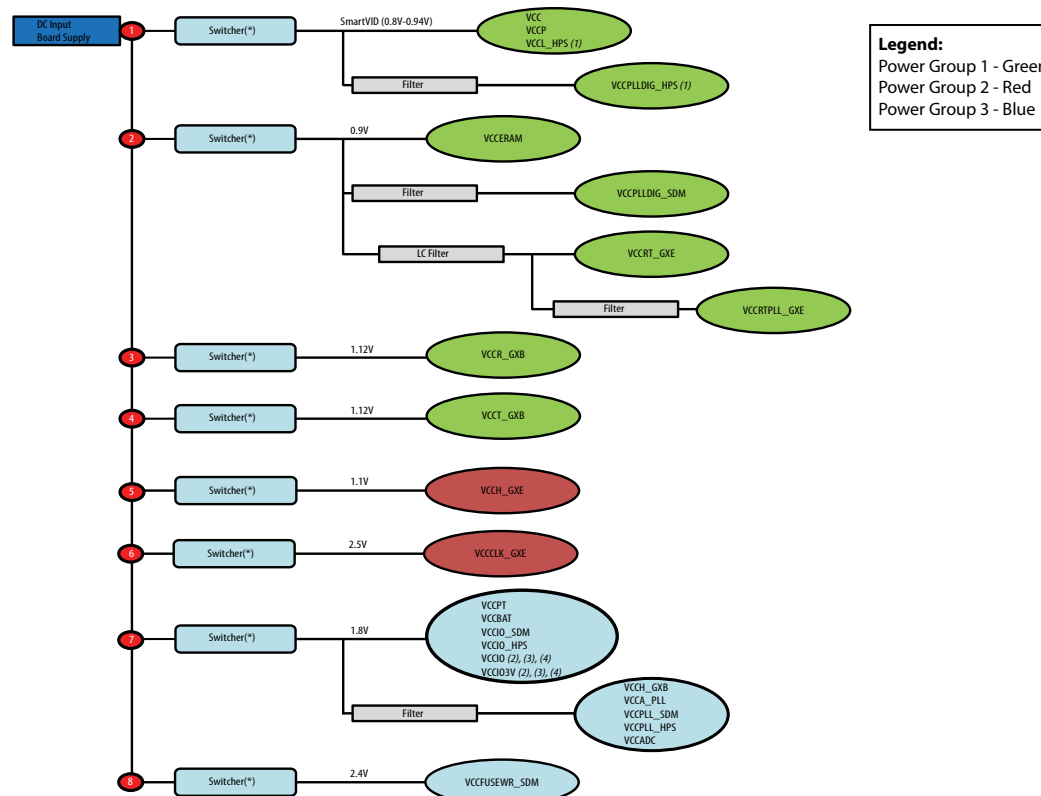 DC Input
Board Supply
1
Switcher(*)
SmartVID (0.8V-0.94V)
VCC
VCCP
VCCL_HPS (1)
Legend:
Power Group 1 - Green
Power Group 2 - Red
Power Group 3 - Blue
Filter
VCCPLLDIG_HPS (1)
2
Switcher(*)
0.9V
VCCERAM
Filter
VCCPLLDIG_SDM
LC Filter
VCCRT_GXE
Filter
VCCRTPLL_GXE
3
Switcher(*)
1.12V
VCCR_GXB
4
Switcher(*)
1.12V
VCCT_GXB
5
Switcher(*)
1.1V
VCCH_GXE
6
Switcher(*)
2.5V
VCCCLK_GXE
7
Switcher(*)
1.8V
VCCPT
VCCBAT
VCCIO_SDM
VCCIO_HPS
VCCIO (2), (3), (4)
VCCIO3V (2), (3), (4)
Filter
VCCH_GXB
VCCA_PLL
VCCPLL_SDM
VCCPLL_HPS
VCCADC
8
Switcher(*)
2.4V
VCCFUSEWR_SDM